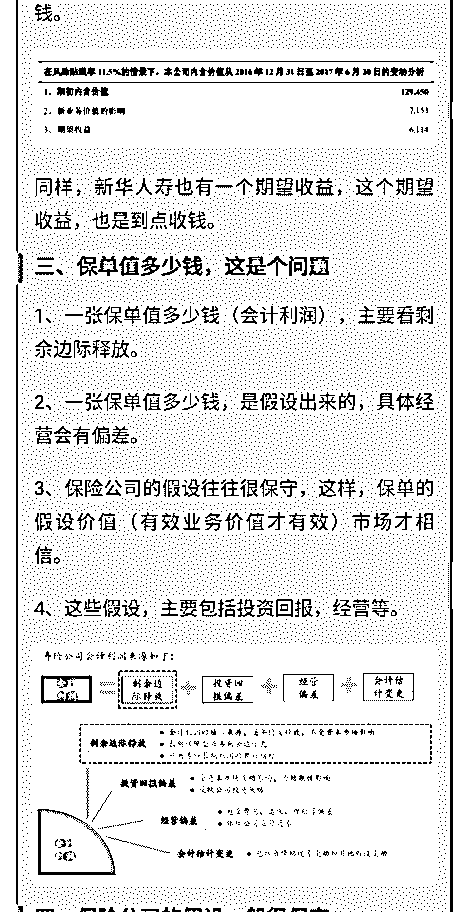 钱。
在风险贴现率 11.5%的情景下，本公司内含价值从 2016 年 12 月 31 日至 2017 年 6 月 30 日的变动分析
1. 期初内含价值 129,450
2. 新业务价值的影响 7,153
3. 期望收益 6,114
同样，新华人寿也有一个期望收益，这个期望
收益，也是到点收钱。
三、保单值多少钱，这是个问题
1、一张保单值多少钱（会计利润），主要看剩
余边际释放。
2、一张保单值多少钱，是假设出来的，具体经
营会有偏差。
3、保险公司的假设往往很保守，这样，保单的
假设价值（有效业务价值才有效）市场才相
信。
4、这些假设，主要包括投资回报，经营等。
寿险公司会计利润来源如下：
会计利润 = 剩余边际释放 + 投资回报偏差 + 经营偏差 + 会计估计变更
剩余边际释放
投资回报偏差
经营偏差
会计估计变更